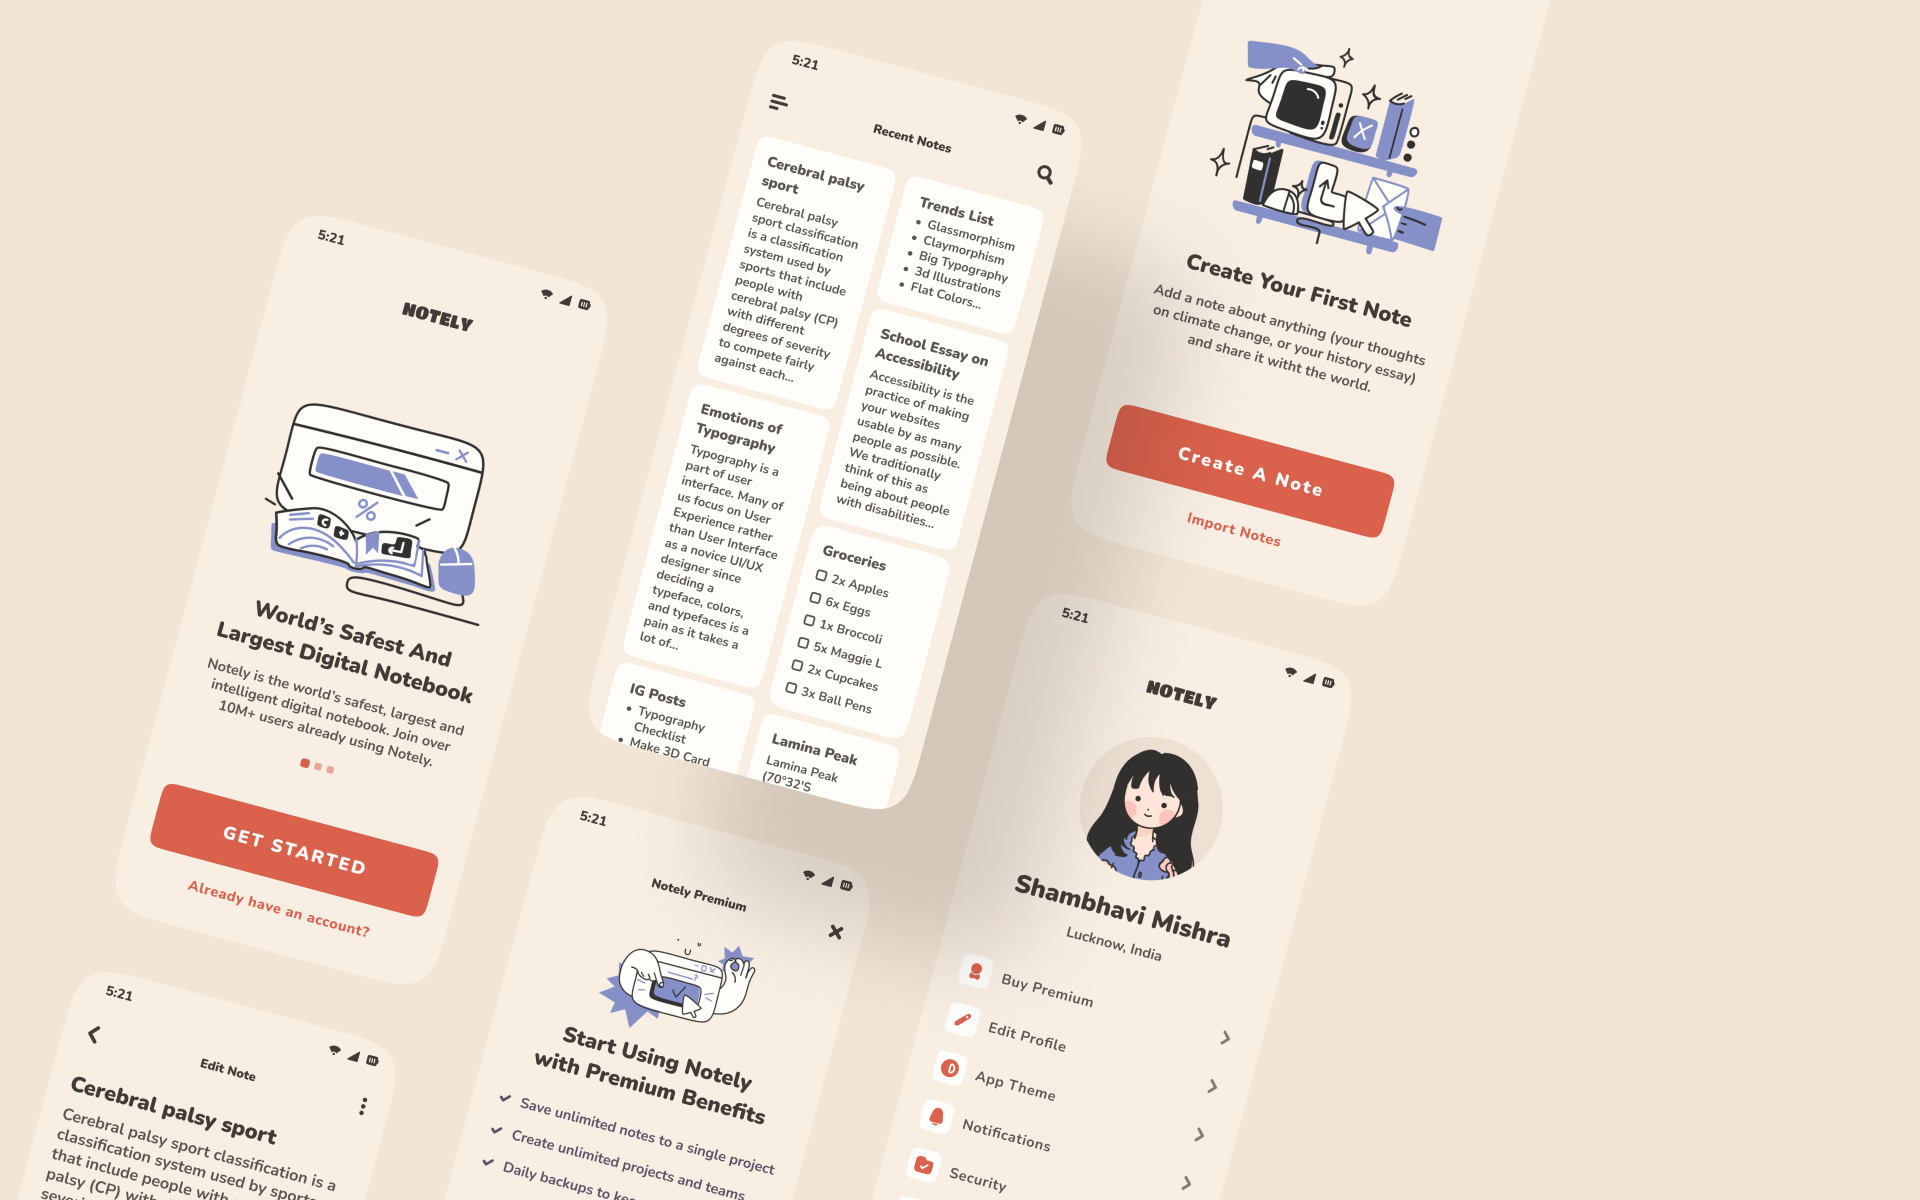 5:21
NOTELY
World's Safest And
Largest Digital Notebook
Notely is the world's safest, largest and
intelligent digital notebook. Join over
10M+ users already using Notely.
GET STARTED
Already have an account?
5:21
Edit Note
Cerebral palsy sport
Cerebral palsy sport classification is a
classification system used by sports
that include people with
palsy (CP) with
5:21
Recent Notes
Cerebral palsy
sport
Cerebral palsy
sport classification
is a classification
system used by
sports that include
people with
cerebral palsy (CP)
with different
degrees of severity
to compete fairly
against each...
Emotions of
Typography
Typography is a
part of user
interface. Many of
us focus on User
Experience rather
than User Interface
as a novice UI/UX
designer since
deciding a
typeface, colors,
and typefaces is a
pain as it takes a
lot of...
IG Posts
• Typography
Checklist
• Make 3D Card
Trends List
• Glassmorphism
• Claymorphism
• Big Typography
• 3d Illustrations
• Flat Colors...
School Essay on
Accessibility
Accessibility is the
practice of making
your websites
usable by as many
people as possible.
We traditionally
think of this as
being about people
with disabilities...
Groceries
2x Apples
6x Eggs
1x Broccoli
5x Maggie L
2x Cupcakes
3x Ball Pens
Lamina Peak
Lamina Peak
(70°32'S
5:21
Notely Premium
Start Using Notely
with Premium Benefits
Save unlimited notes to a single project
Create unlimited projects and teams
Daily backups to
Create Your First Note
Add a note about anything (your thoughts
on climate change, or your history essay)
and share it witht the world.
Create A Note
Import Notes
5:21
NOTELY
Shambhavi Mishra
Lucknow, India
Buy Premium
Edit Profile
App Theme
Notifications
Security